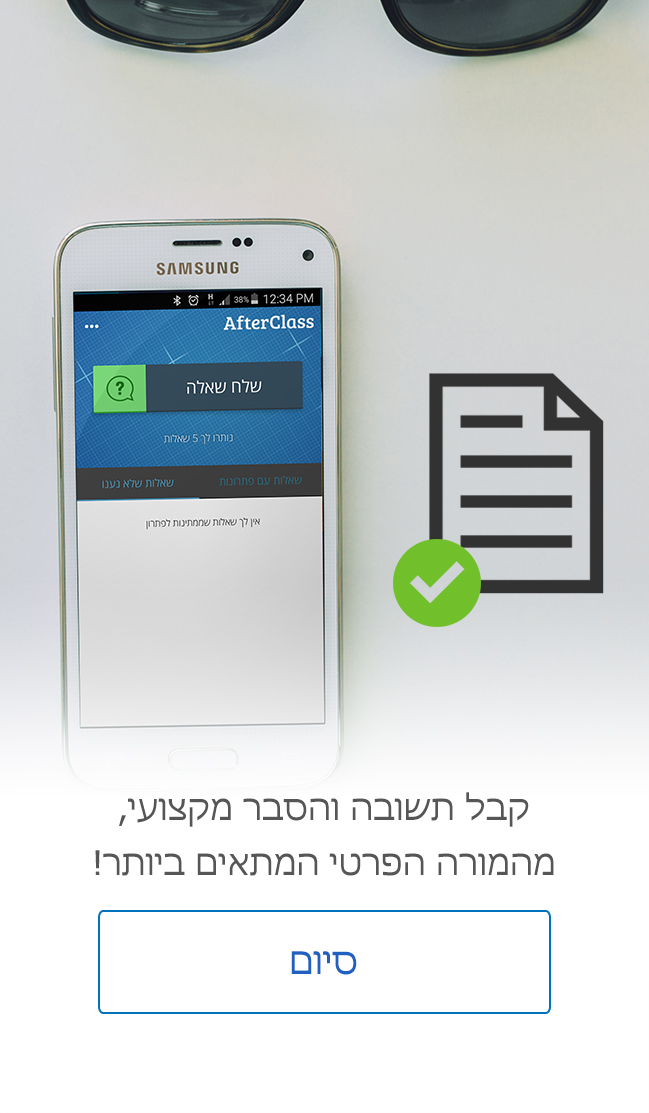 SAMSUNG
38% 12:34 PM
AfterClass
שלח שאלה
נותרו לך 5 שאלות
שאלות עם פתרונות
שאלות שלא נענו
אין לך שאלות שממתינות לפתרון
קבל תשובה והסבר מקצועי,
מהמורה הפרטי המתאים ביותר!
סיום